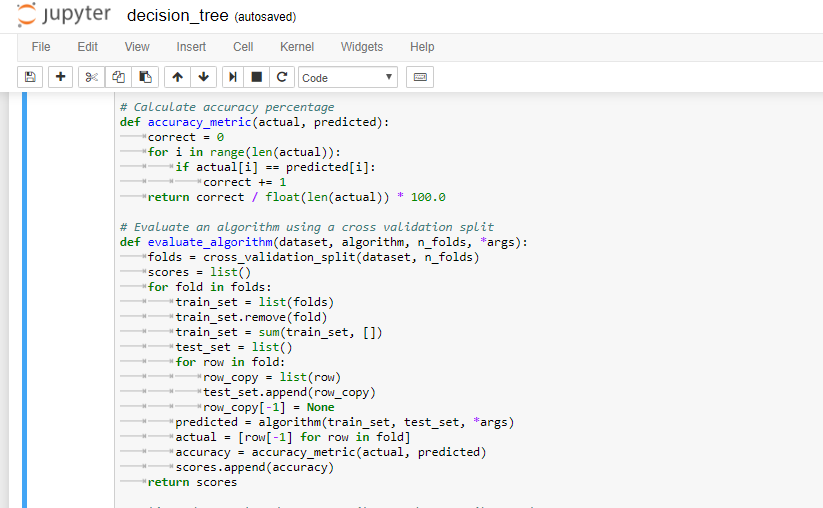 jupyter decision_tree (autosaved)
File Edit View Insert Cell Kernel Widgets Help
Code
# Calculate accuracy percentage
def accuracy_metric(actual, predicted):
correct = 0
for i in range(len(actual)):
if actual[i] == predicted[i]:
correct += 1
return correct / float(len(actual)) * 100.0
# Evaluate an algorithm using a cross validation split
def evaluate_algorithm(dataset, algorithm, n_folds, *args):
folds = cross_validation_split(dataset, n_folds)
scores = list()
for fold in folds:
train_set = list(folds)
train_set.remove(fold)
train_set = sum(train_set, [])
test_set = list()
for row in fold:
row_copy = list(row)
test_set.append(row_copy)
row_copy[-1] = None
predicted = algorithm(train_set, test_set, *args)
actual = [row[-1] for row in fold]
accuracy = accuracy_metric(actual, predicted)
scores.append(accuracy)
return scores